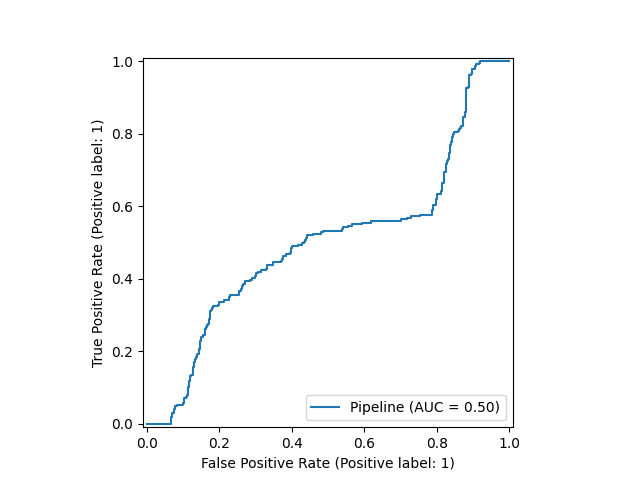 1.0
0.8
0.6
0.4
0.2
0.0
True Positive Rate (Positive label: 1)
Pipeline (AUC = 0.50)
0.0 0.2 0.4 0.6 0.8 1.0
False Positive Rate (Positive label: 1)